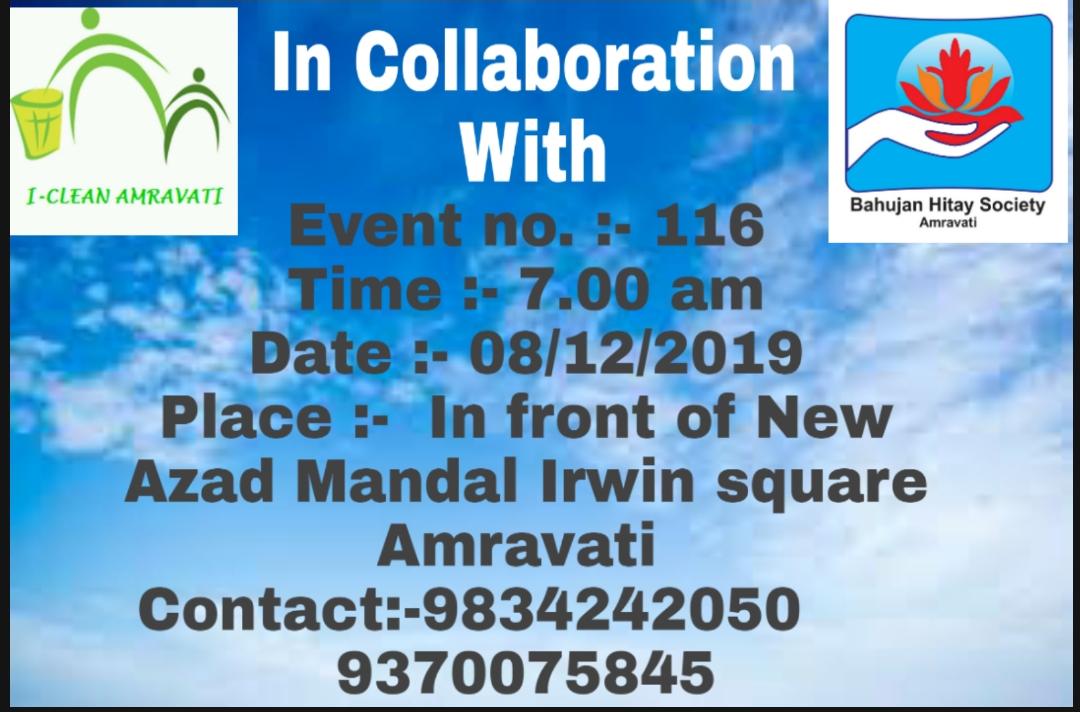 I-CLEAN AMRAVATI
In Collaboration
With
Bahujan Hitay Society
Amravati
Event no. :- 116
Time :- 7.00 am
Date :- 08/12/2019
Place :- In front of New
Azad Mandal Irwin square
Amravati
Contact:-9834242050
9370075845